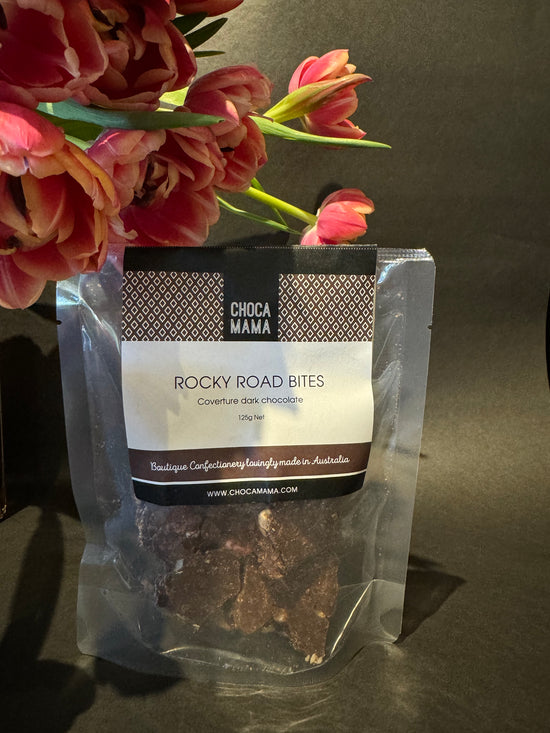 CHOCA
MAMA
ROCKY ROAD BITES
Coverture dark chocolate
125g Net
Boutique Confectionery lovingly made in Australia
WWW.CHOCAMAMA.COM